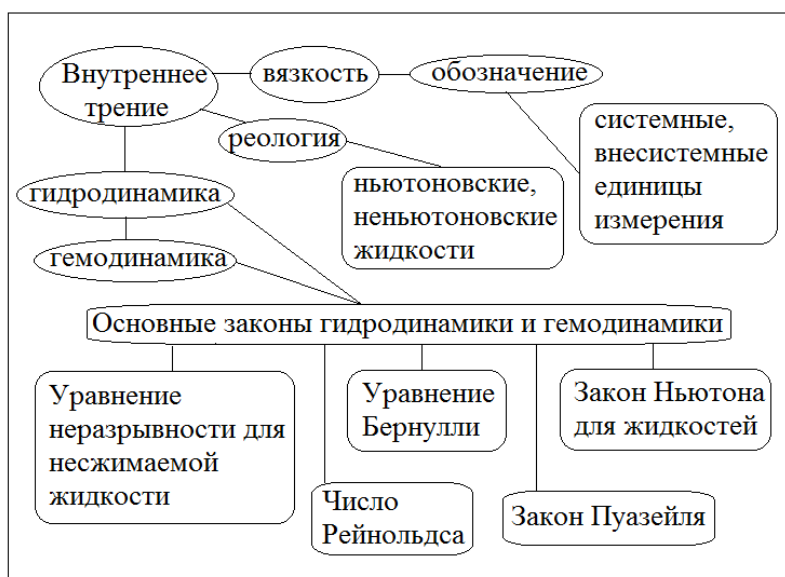 Внутреннее
трение
вязкость
обозначение
реология
системные,
внесистемные
единицы
измерения
ньютоновские,
неньютоновские
жидкости
гидродинамика
гемодинамика
Основные законы гидродинамики и гемодинамики
Уравнение
неразрывности для
несжимаемой
жидкости
Уравнение
Бернулли
Закон Ньютона
для жидкостей
Число
Рейнольдса
Закон Пуазейля